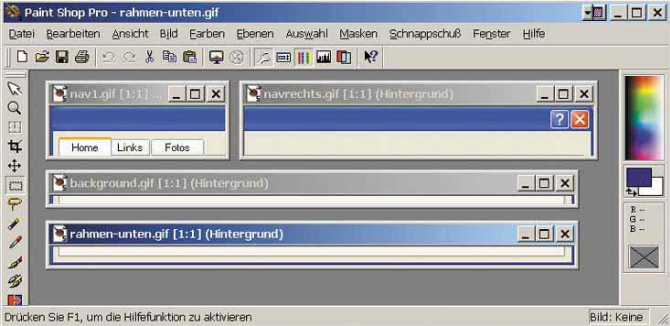 Paint Shop Pro - rahmen-unten.gif
Datei Bearbeiten Ansicht Bild Farben Ebenen Auswahl Masken Schnappschuß Fenster Hilfe
nav1.gif [1:1] ...
navrechts.gif [1:1] (Hintergrund)
Home Links Fotos
background.gif [1:1] (Hintergrund)
rahmen-unten.gif [1:1] (Hintergrund)
R --
G --
B --
Drücken Sie F1, um die Hilfefunktion zu aktivieren
Bild: Keine